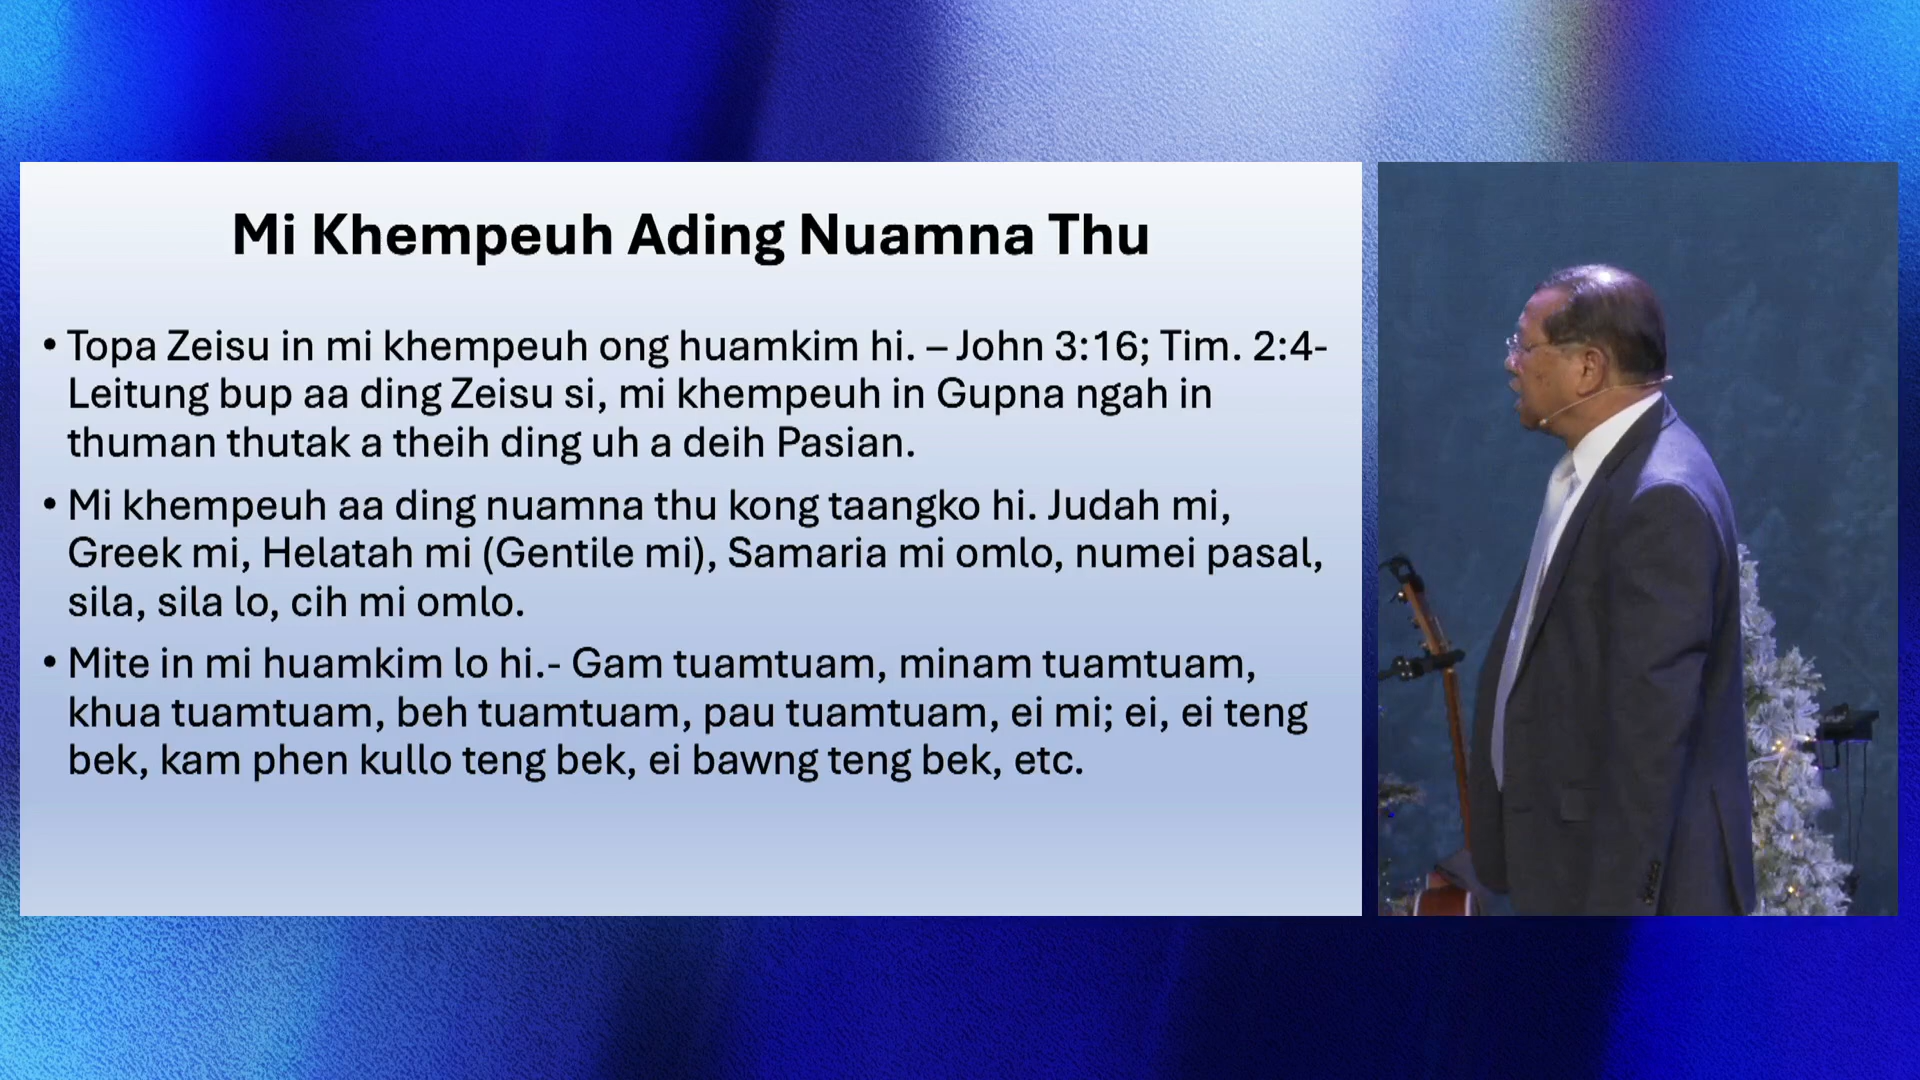 Mi Khempeuh Ading Nuamna Thu
• Topa Zeisu in mi khempeuh ong huamkim hi. – John 3:16; Tim. 2:4-
Leitung bup aa ding Zeisu si, mi khempeuh in Gupna ngah in
thuman thutak a theih ding uh a deih Pasian.
• Mi khempeuh aa ding nuamna thu kong taangko hi. Judah mi,
Greek mi, Helatah mi (Gentile mi), Samaria mi omlo, numei pasal,
sila, sila lo, cih mi omlo.
• Mite in mi huamkim lo hi.- Gam tuamtuam, minam tuamtuam,
khua tuamtuam, beh tuamtuam, pau tuamtuam, ei mi; ei, ei teng
bek, kam phen kullo teng bek, ei bawng teng bek, etc.